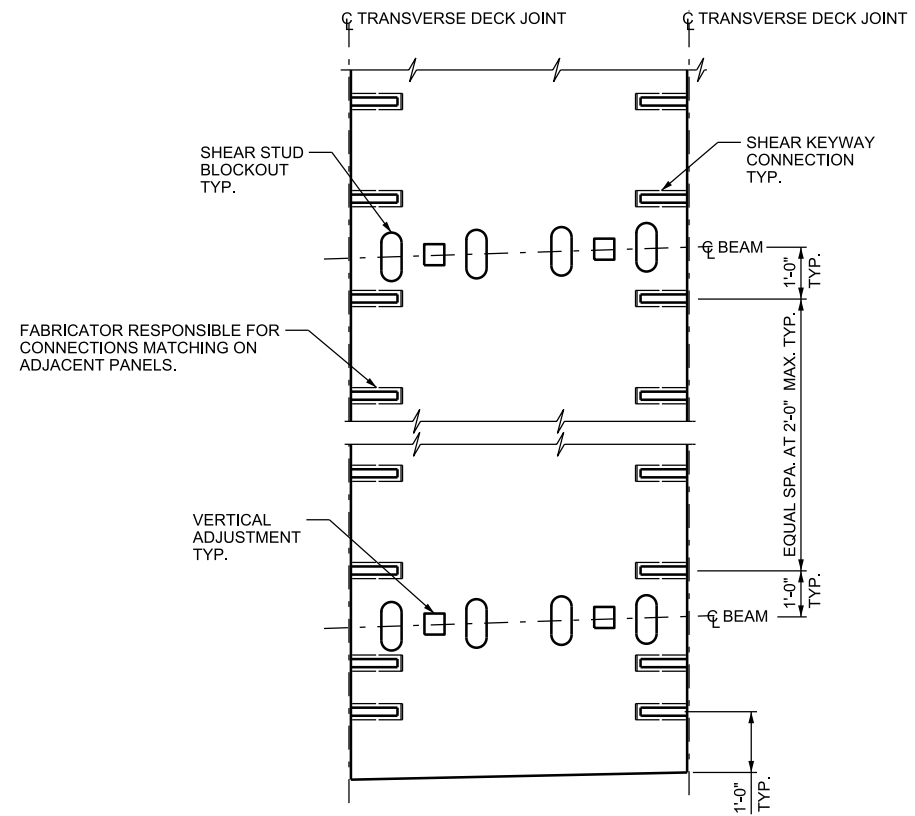 ℄ TRANSVERSE DECK JOINT
℄ TRANSVERSE DECK JOINT
SHEAR STUD
BLOCKOUT
TYP.
SHEAR KEYWAY
CONNECTION
TYP.
℄ BEAM
1'-0"
TYP.
FABRICATOR RESPONSIBLE FOR
CONNECTIONS MATCHING ON
ADJACENT PANELS.
EQUAL SPA. AT 2'-0" MAX. TYP.
VERTICAL
ADJUSTMENT
TYP.
1'-0"
TYP.
℄ BEAM
1'-0"
TYP.